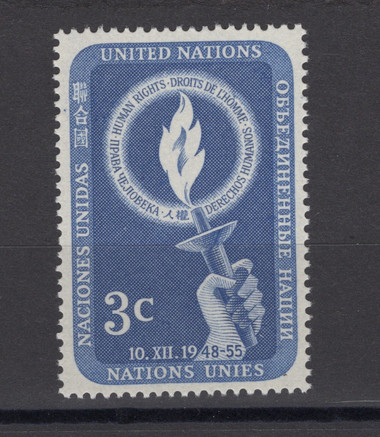 UNITED NATIONS
聯合國
NACIONES UNIDAS
ОБЪЕДИНЕННЫЕ НАЦИИ
HUMAN RIGHTS · DROITS DE L'HOMME ·
DERECHOS HUMANOS
· 人權 ·
ПРАВА ЧЕЛОВЕКА
3c
10. XII. 1948-55
NATIONS UNIES